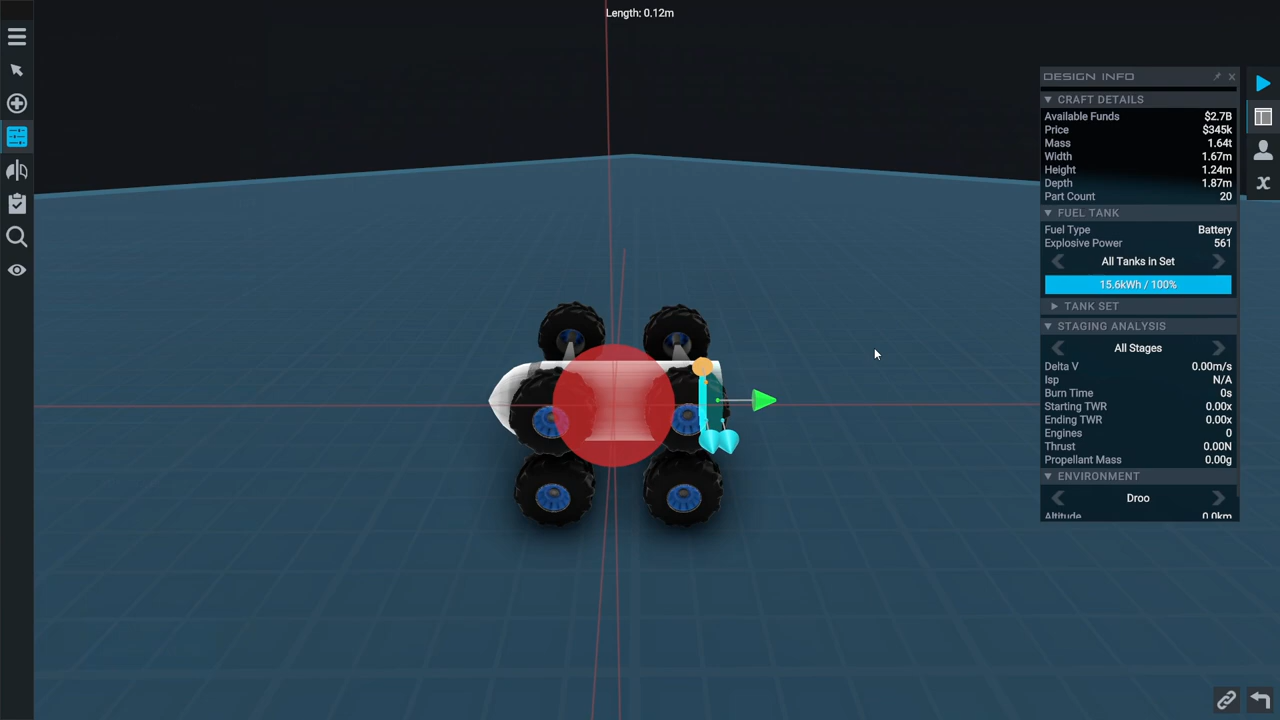 Length: 0.12m
DESIGN INFO
CRAFT DETAILS
Available Funds $2.7B
Price $345k
Mass 1.64t
Width 1.67m
Height 1.24m
Depth 1.87m
Part Count 20
FUEL TANK
Fuel Type Battery
Explosive Power 561
All Tanks in Set
15.6kWh / 100%
TANK SET
STAGING ANALYSIS
All Stages
Delta V 0.00m/s
Isp N/A
Burn Time 0s
Starting TWR 0.00x
Ending TWR 0.00x
Engines 0
Thrust 0.00N
Propellant Mass 0.00g
ENVIRONMENT
Droo
Altitude 0.0km